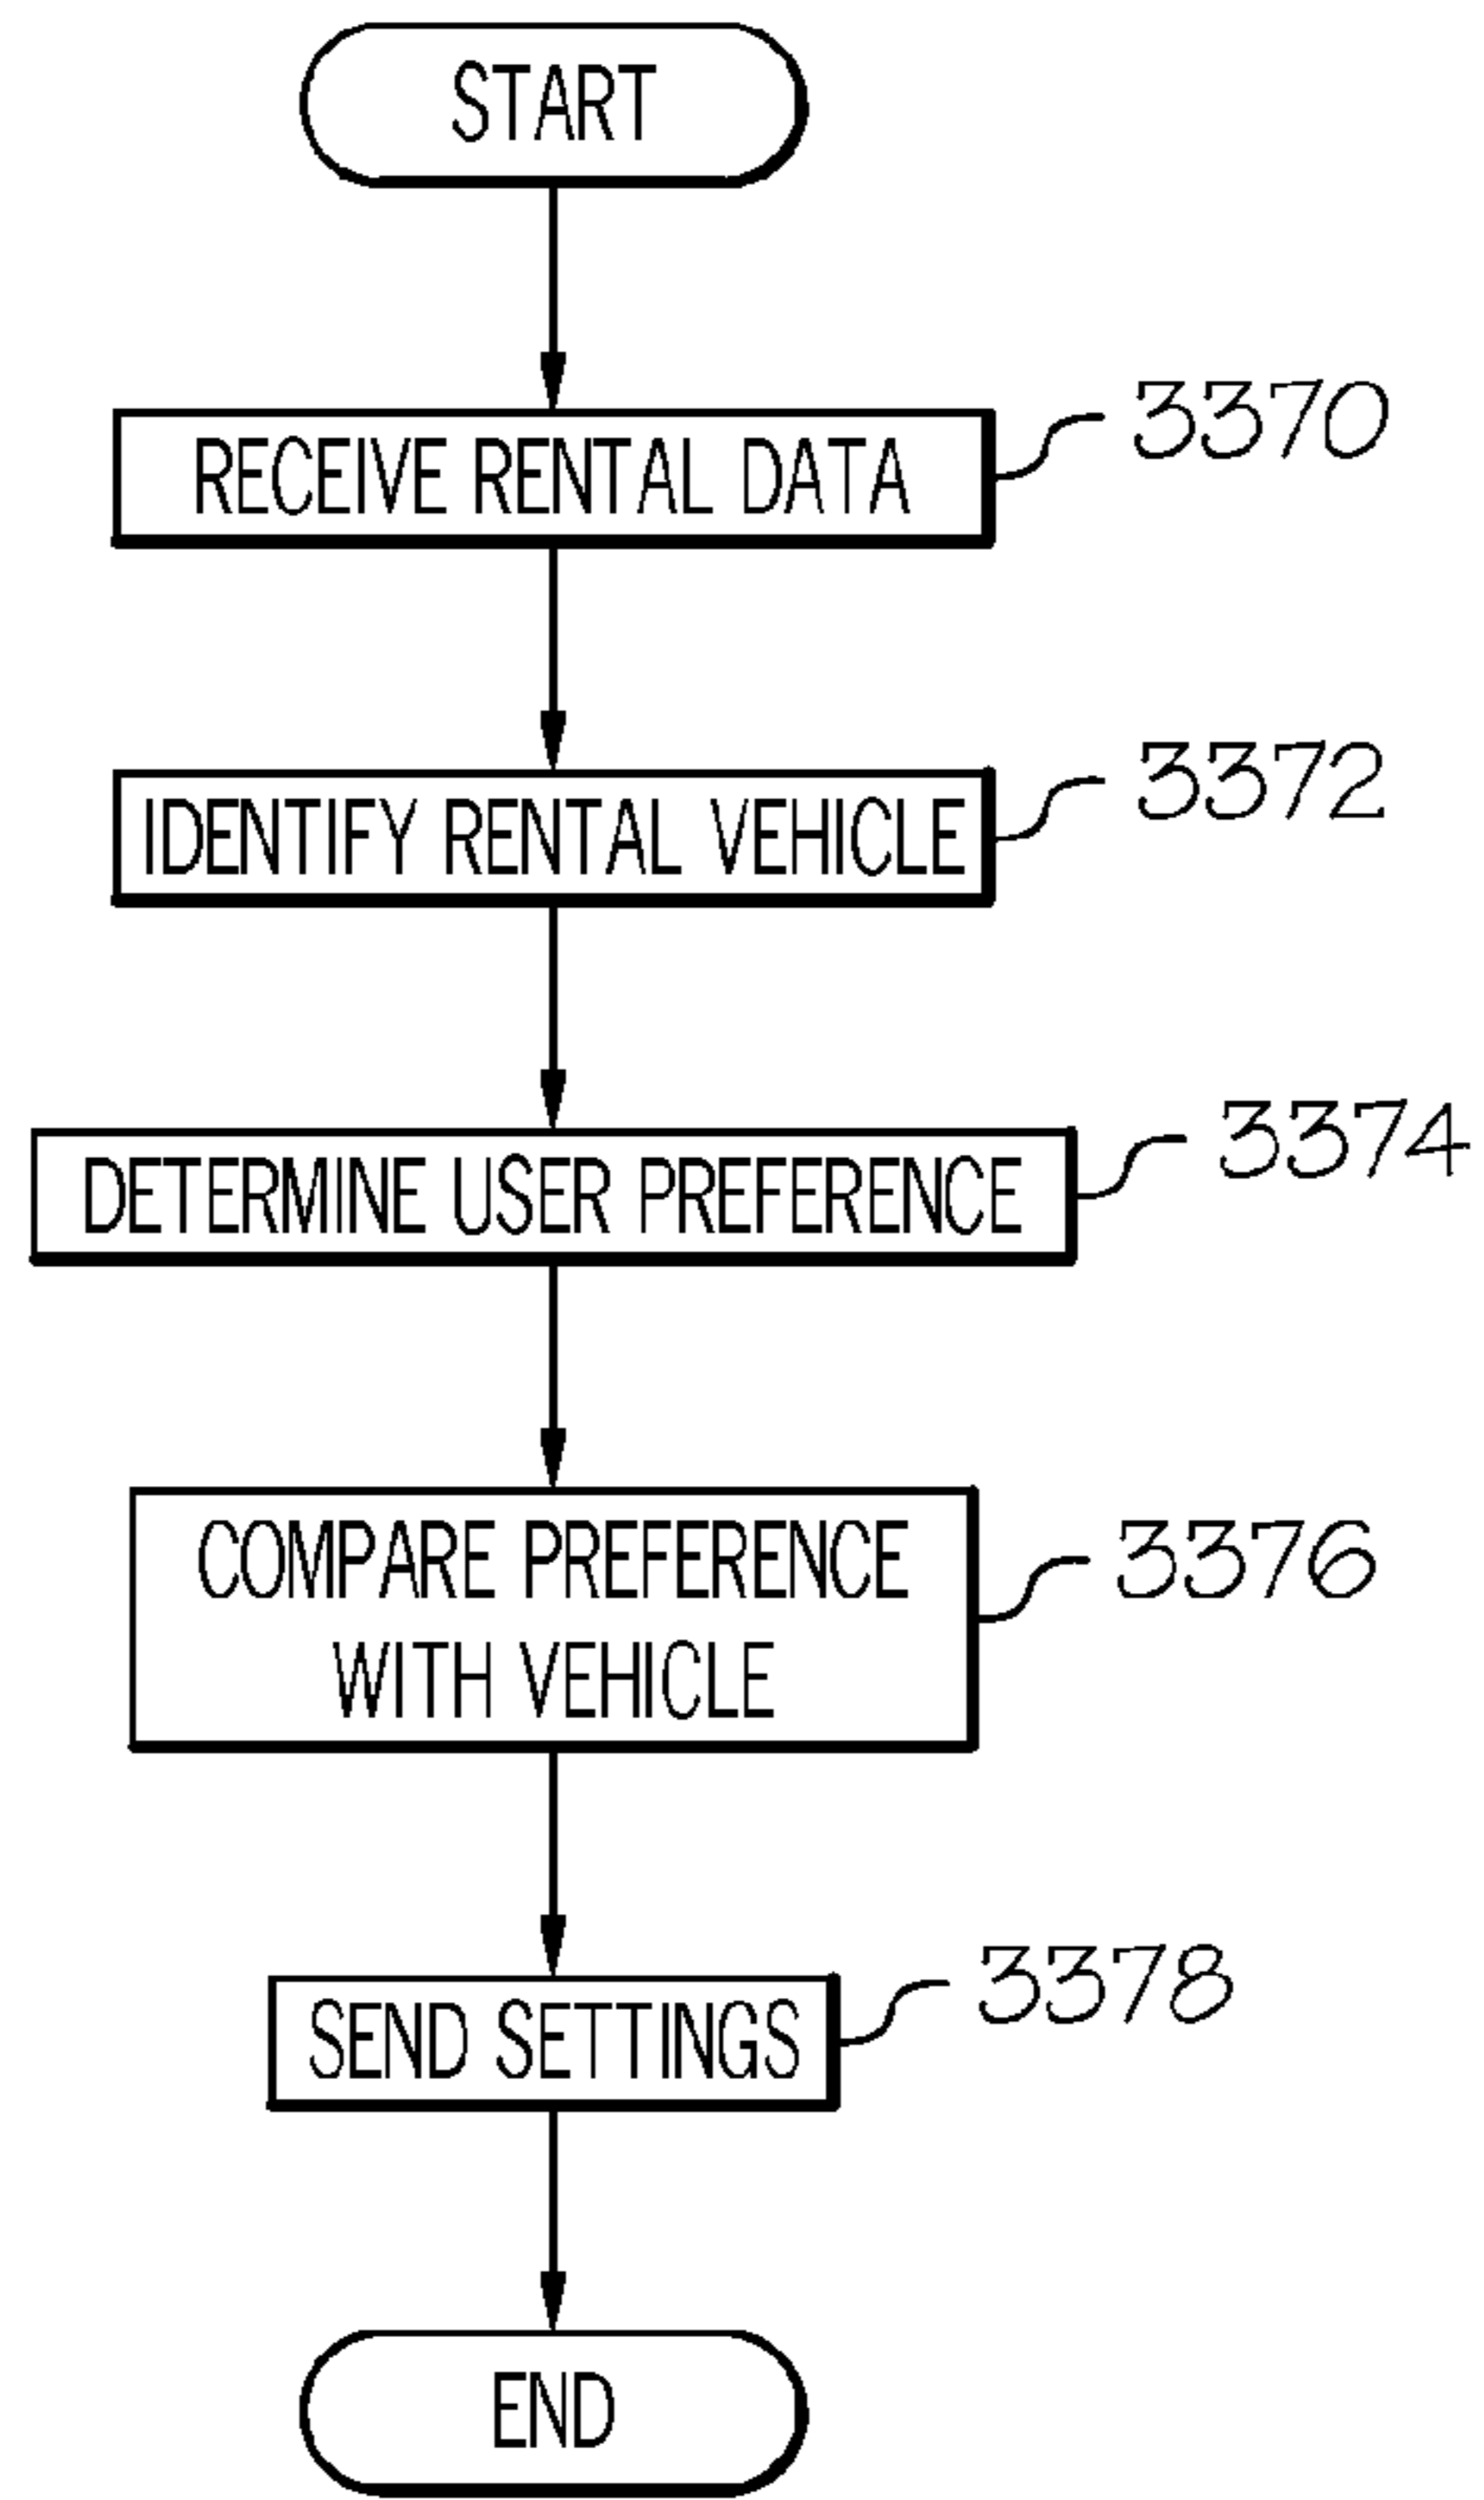 START
RECEIVE RENTAL DATA
3370
IDENTIFY RENTAL VEHICLE
3372
DETERMINE USER PREFERENCE
3374
COMPARE PREFERENCE
WITH VEHICLE
3376
SEND SETTINGS
3378
END